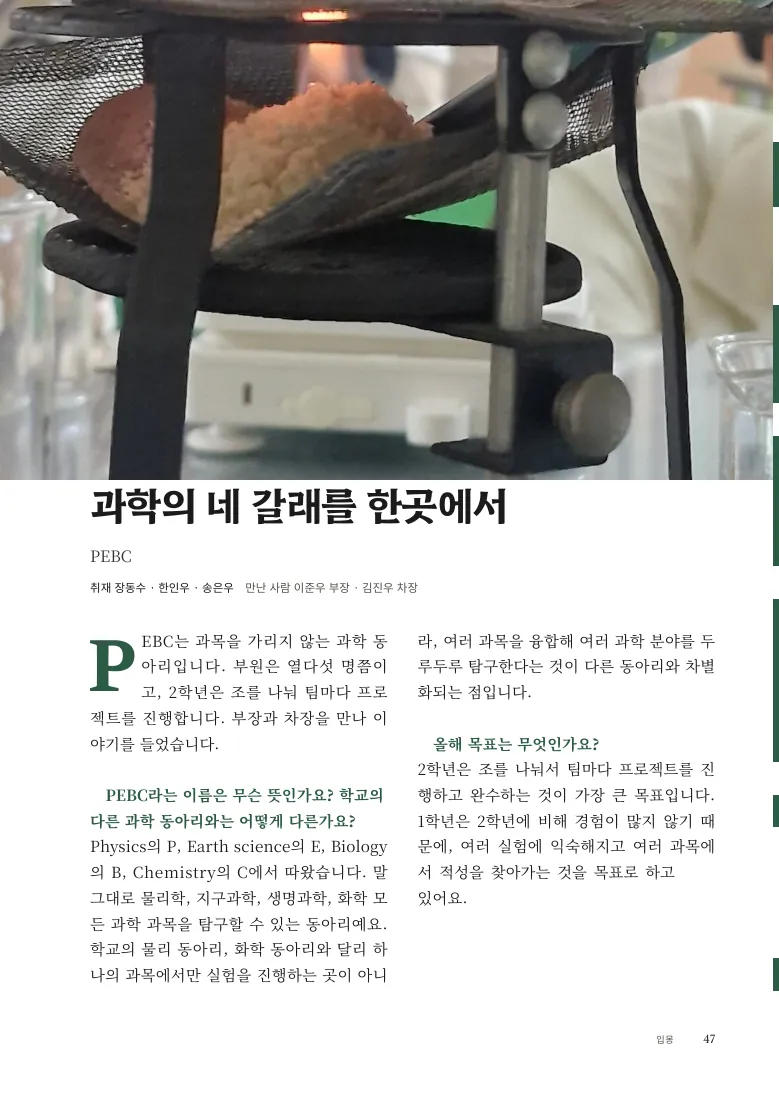 과학의 네 갈래를 한곳에서
PEBC
취재 장동수 · 한인우 · 송은우 만난 사람 이준우 부장 · 김진우 차장
PEBC는 과목을 가리지 않는 과학 동
아리입니다. 부원은 열다섯 명쯤이
고, 2학년은 조를 나눠 팀마다 프로
젝트를 진행합니다. 부장과 차장을 만나 이
야기를 들었습니다.
PEBC라는 이름은 무슨 뜻인가요? 학교의
다른 과학 동아리와는 어떻게 다른가요?
Physics의 P, Earth science의 E, Biology
의 B, Chemistry의 C에서 따왔습니다. 말
그대로 물리학, 지구과학, 생명과학, 화학 모
든 과학 과목을 탐구할 수 있는 동아리예요.
학교의 물리 동아리, 화학 동아리와 달리 하
나의 과목에서만 실험을 진행하는 곳이 아니
라, 여러 과목을 융합해 여러 과학 분야를 두
루두루 탐구한다는 것이 다른 동아리와 차별
화되는 점입니다.
올해 목표는 무엇인가요?
2학년은 조를 나눠서 팀마다 프로젝트를 진
행하고 완수하는 것이 가장 큰 목표입니다.
1학년은 2학년에 비해 경험이 많지 않기 때
문에, 여러 실험에 익숙해지고 여러 과목에
서 적성을 찾아가는 것을 목표로 하고
있어요.
입몽 47